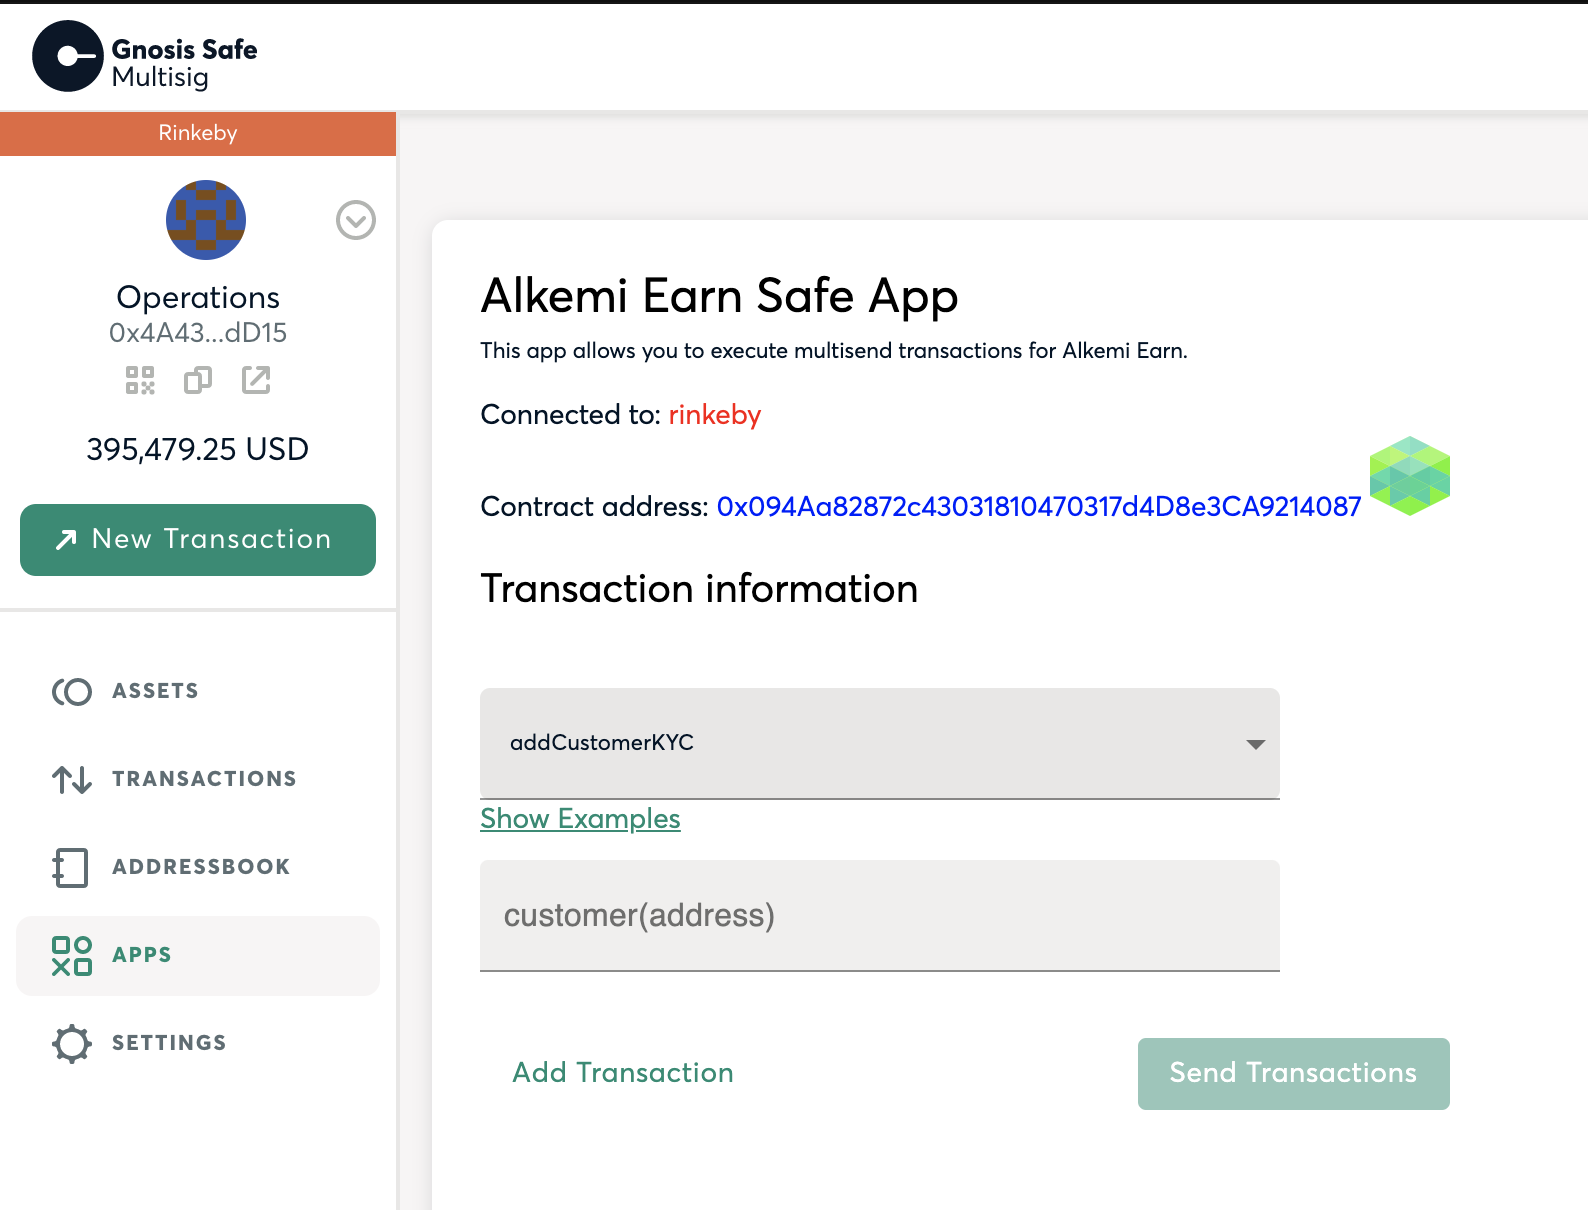 Gnosis Safe
Multisig
Rinkeby
Operations
0x4A43...dD15
395,479.25 USD
New Transaction
ASSETS
TRANSACTIONS
ADDRESSBOOK
APPS
SETTINGS
Alkemi Earn Safe App
This app allows you to execute multisend transactions for Alkemi Earn.
Connected to: rinkeby
Contract address: 0x094Aa82872c43031810470317d4D8e3CA9214087
Transaction information
addCustomerKYC
Show Examples
customer(address)
Add Transaction
Send Transactions